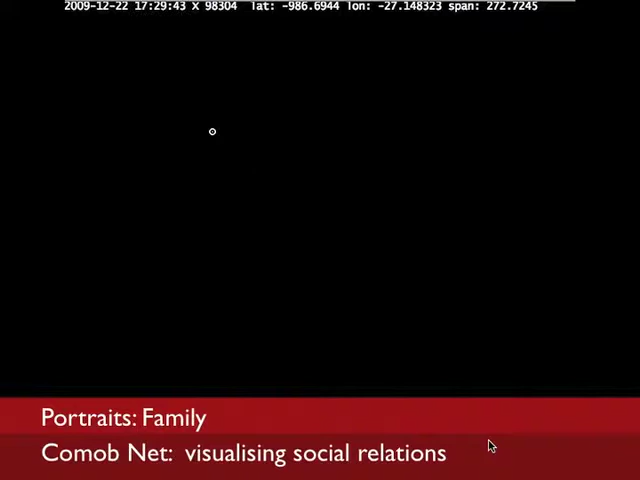 2009-12-22 17:29:43 X 98304 lat: -986.6944 lon: -27.148323 span: 272.7245
Portraits: Family
Comob Net: visualising social relations